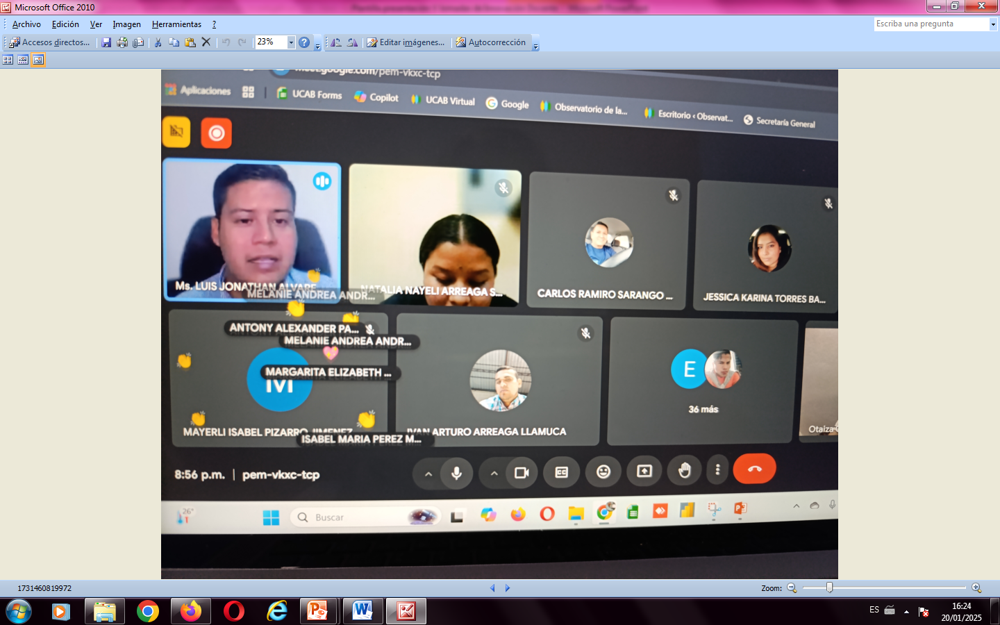 Microsoft Office 2010
Archivo Edición Ver Imagen Herramientas ?
Escriba una pregunta
Accesos directos... 23% Editar imágenes... Autocorrección
meet.google.com/pem-vkxc-tcp
Aplicaciones UCAB Forms Copilot UCAB Virtual Google Observatorio de la... Escritorio ‹ Observat... Secretaría General
Ms. LUIS JONATHAN ALVARE
NATALIA NAYELI ARREAGA S...
CARLOS RAMIRO SARANGO ...
JESSICA KARINA TORRES BA...
MELANIE ANDREA ANDR...
ANTONY ALEXANDER PA...
MELANIE ANDREA ANDR...
MARGARITA ELIZABETH ...
M
MAYERLI ISABEL PIZARRO JIMENEZ
ISABEL MARIA PEREZ M...
IVAN ARTURO ARREAGA LLAMUCA
E
36 más
Otaiza
8:56 p.m. | pem-vkxc-tcp
26°
Buscar
1731460819972
Zoom:
ES
16:24
20/01/2025